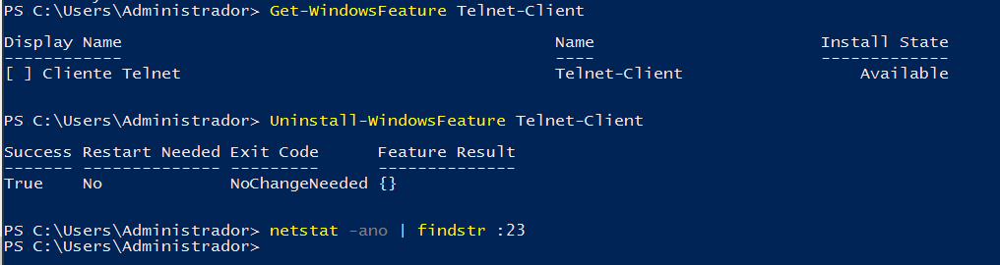 PS C:\Users\Administrador> Get-WindowsFeature Telnet-Client
Display Name Name Install State
------------ ---- -------------
[ ] Cliente Telnet Telnet-Client Available
PS C:\Users\Administrador> Uninstall-WindowsFeature Telnet-Client
Success Restart Needed Exit Code Feature Result
------- -------------- --------- --------------
True No NoChangeNeeded {}
PS C:\Users\Administrador> netstat -ano | findstr :23
PS C:\Users\Administrador>